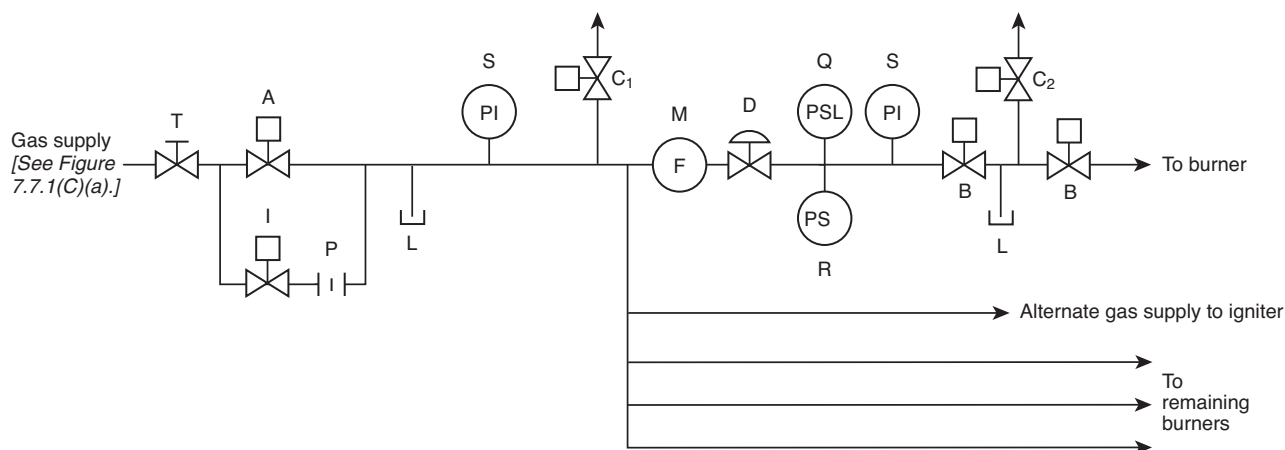 S
C1
Q
S
C2
A
M
D
T
PI
PSL
PI
Gas supply
[See Figure
7.7.1(C)(a).]
F
To burner
B
B
I
P
L
PS
L
R
Alternate gas supply to igniter
To
remaining
burners